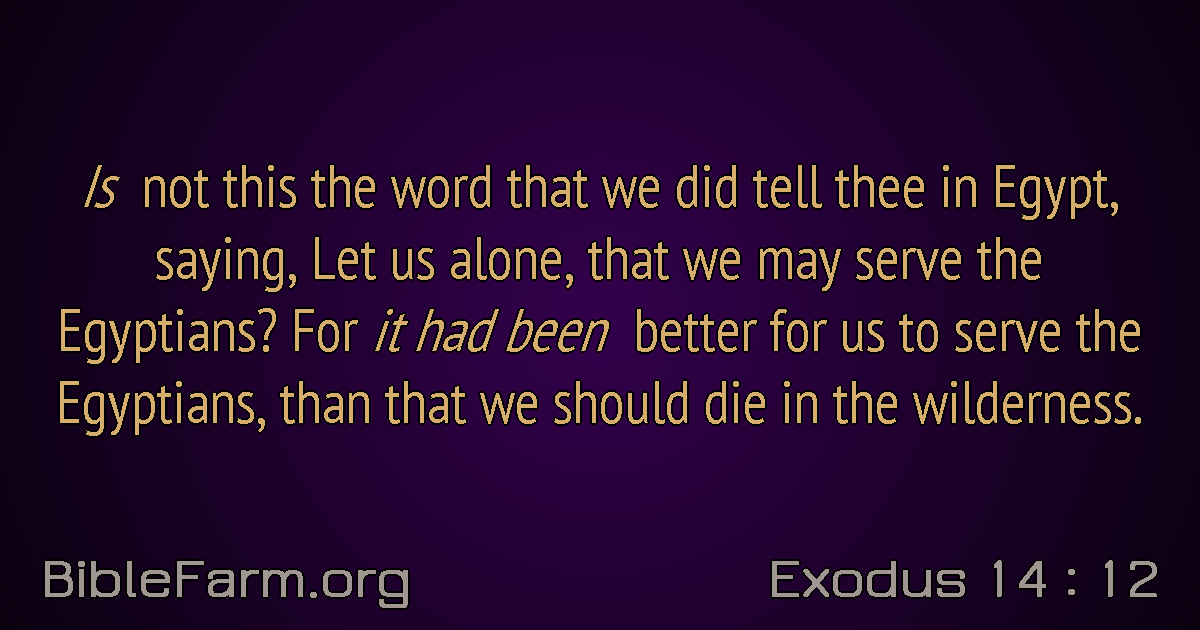 Is not this the word that we did tell thee in Egypt,
saying, Let us alone, that we may serve the
Egyptians? For it had been better for us to serve the
Egyptians, than that we should die in the wilderness.
BibleFarm.org
Exodus 14 : 12